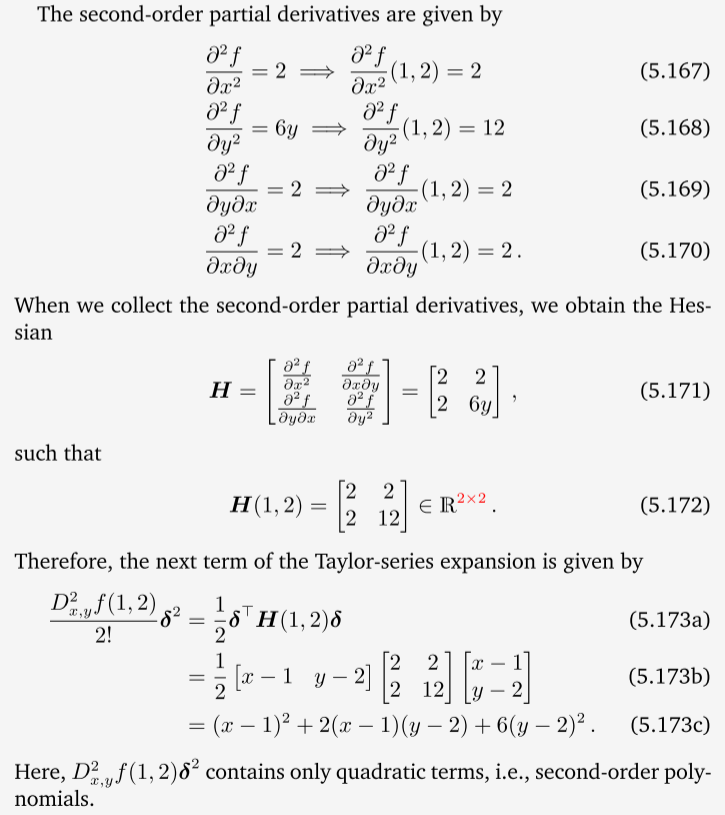 The second-order partial derivatives are given by
∂²f/∂x² = 2 ⟹ ∂²f/∂x² (1, 2) = 2 (5.167)
∂²f/∂y² = 6y ⟹ ∂²f/∂y² (1, 2) = 12 (5.168)
∂²f/∂y∂x = 2 ⟹ ∂²f/∂y∂x (1, 2) = 2 (5.169)
∂²f/∂x∂y = 2 ⟹ ∂²f/∂x∂y (1, 2) = 2 . (5.170)
When we collect the second-order partial derivatives, we obtain the Hes-
sian
H = [∂²f/∂x² ∂²f/∂x∂y; ∂²f/∂y∂x ∂²f/∂y²] = [2 2; 2 6y] , (5.171)
such that
H(1, 2) = [2 2; 2 12] ∈ ℝ²ˣ² . (5.172)
Therefore, the next term of the Taylor-series expansion is given by
D²x,y f(1, 2)/2! δ² = 1/2 δ⊤H(1, 2)δ (5.173a)
= 1/2 [x − 1 y − 2] [2 2; 2 12] [x − 1; y − 2] (5.173b)
= (x − 1)² + 2(x − 1)(y − 2) + 6(y − 2)² . (5.173c)
Here, D²x,y f(1, 2)δ² contains only quadratic terms, i.e., second-order poly-
nomials.